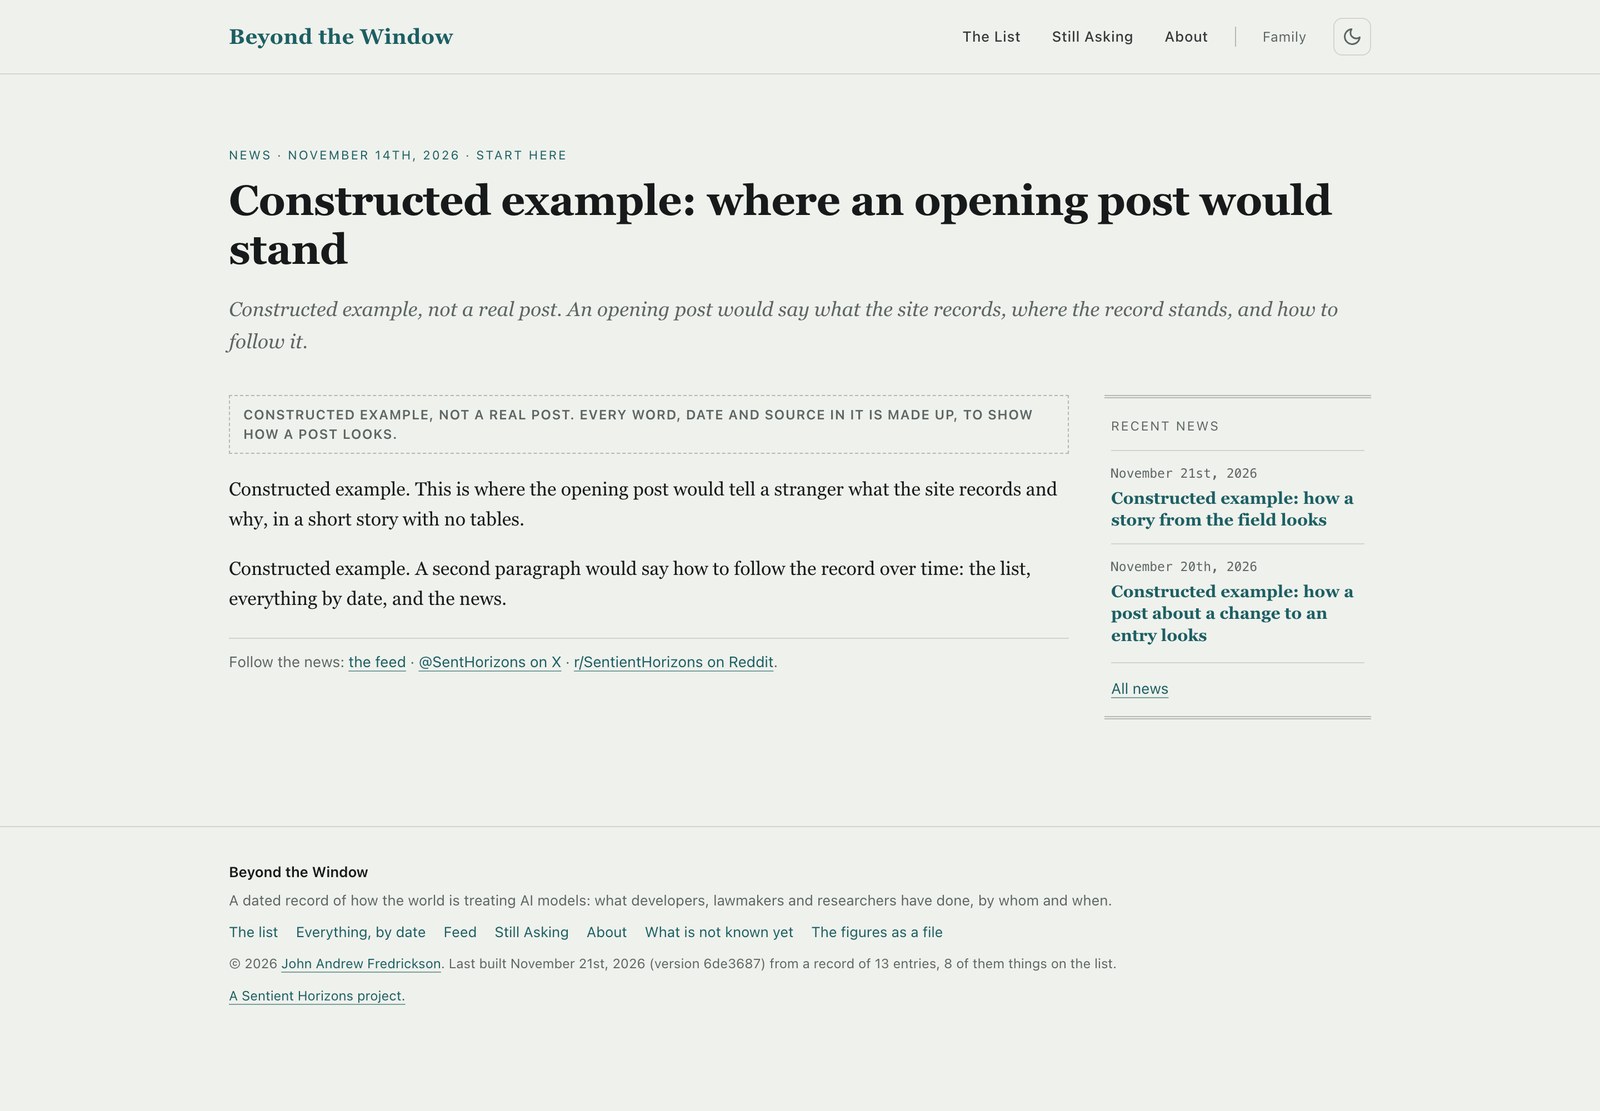 Beyond the Window
The List
Still Asking
About
Family
NEWS · NOVEMBER 14TH, 2026 · START HERE
Constructed example: where an opening post would
stand
Constructed example, not a real post. An opening post would say what the site records, where the record stands, and how to
follow it.
CONSTRUCTED EXAMPLE, NOT A REAL POST. EVERY WORD, DATE AND SOURCE IN IT IS MADE UP, TO SHOW
HOW A POST LOOKS.
Constructed example. This is where the opening post would tell a stranger what the site records and
why, in a short story with no tables.
Constructed example. A second paragraph would say how to follow the record over time: the list,
everything by date, and the news.
Follow the news: the feed · @SentHorizons on X · r/SentientHorizons on Reddit.
RECENT NEWS
November 21st, 2026
Constructed example: how a
story from the field looks
November 20th, 2026
Constructed example: how a
post about a change to an
entry looks
All news
Beyond the Window
A dated record of how the world is treating AI models: what developers, lawmakers and researchers have done, by whom and when.
The list
Everything, by date
Feed
Still Asking
About
What is not known yet
The figures as a file
© 2026 John Andrew Fredrickson. Last built November 21st, 2026 (version 6de3687) from a record of 13 entries, 8 of them things on the list.
A Sentient Horizons project.